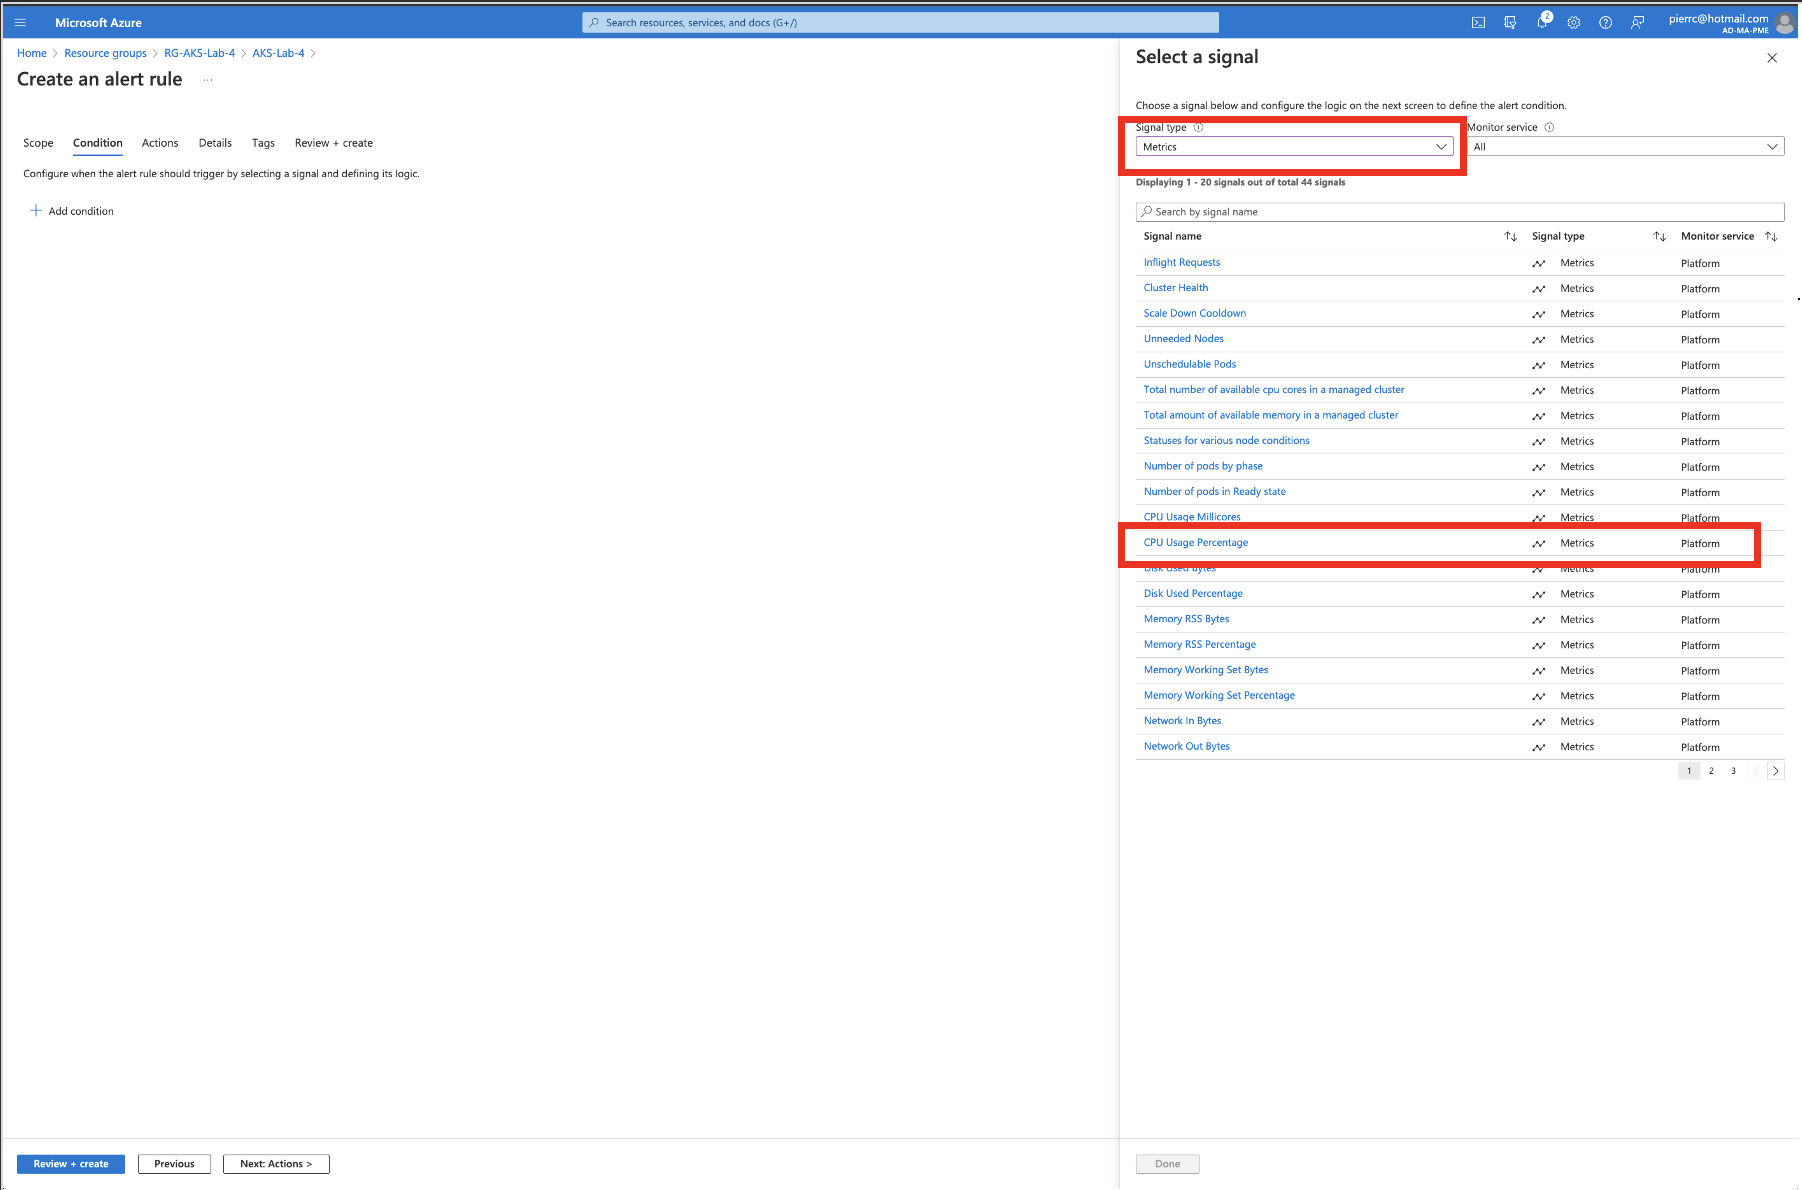 Microsoft Azure
Search resources, services, and docs (G+/)
2
pierrc@hotmail.com
AD-MA-PME
Home > Resource groups > RG-AKS-Lab-4 > AKS-Lab-4 >
Create an alert rule ...
Scope Condition Actions Details Tags Review + create
Configure when the alert rule should trigger by selecting a signal and defining its logic.
+ Add condition
Select a signal
Choose a signal below and configure the logic on the next screen to define the alert condition.
Signal type Monitor service
Metrics All
Displaying 1 - 20 signals out of total 44 signals
Search by signal name
Signal name Signal type Monitor service
Inflight Requests Metrics Platform
Cluster Health Metrics Platform
Scale Down Cooldown Metrics Platform
Unneeded Nodes Metrics Platform
Unschedulable Pods Metrics Platform
Total number of available cpu cores in a managed cluster Metrics Platform
Total amount of available memory in a managed cluster Metrics Platform
Statuses for various node conditions Metrics Platform
Number of pods by phase Metrics Platform
Number of pods in Ready state Metrics Platform
CPU Usage Millicores Metrics Platform
CPU Usage Percentage Metrics Platform
Disk Used Bytes Metrics Platform
Disk Used Percentage Metrics Platform
Memory RSS Bytes Metrics Platform
Memory RSS Percentage Metrics Platform
Memory Working Set Bytes Metrics Platform
Memory Working Set Percentage Metrics Platform
Network In Bytes Metrics Platform
Network Out Bytes Metrics Platform
1 2 3 < >
Review + create Previous Next: Actions > Done